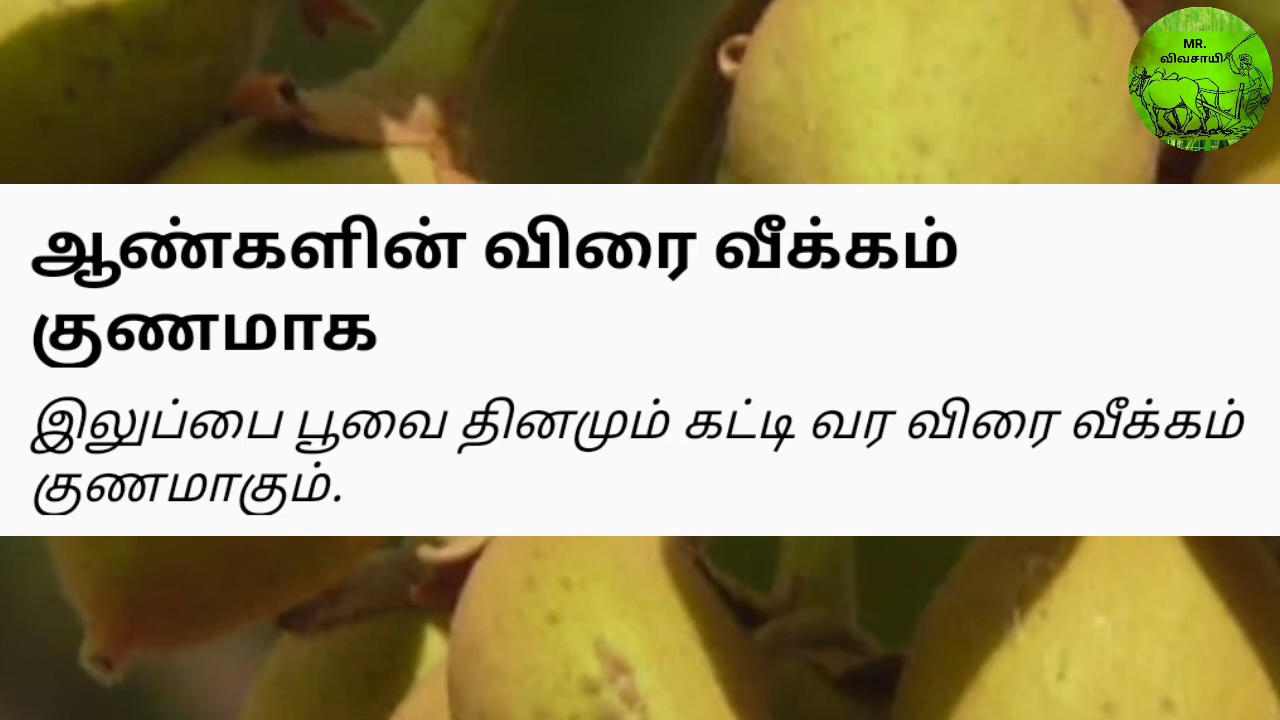 MR.
விவசாயி
ஆண்களின் விரை வீக்கம்
குணமாக
இலுப்பை பூவை தினமும் கட்டி வர விரை வீக்கம்
குணமாகும்.